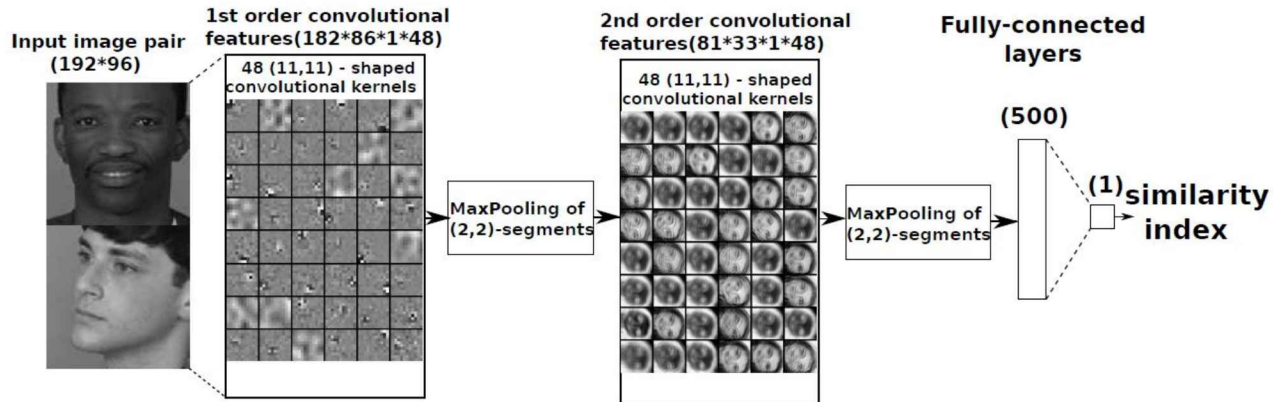 Input image pair
(192*96)
1st order convolutional
features(182*86*1*48)
48 (11,11) - shaped
convolutional kernels
MaxPooling of
(2,2)-segments
2nd order convolutional
features(81*33*1*48)
48 (11,11) - shaped
convolutional kernels
MaxPooling of
(2,2)-segments
Fully-connected
layers
(500)
(1)
similarity
index